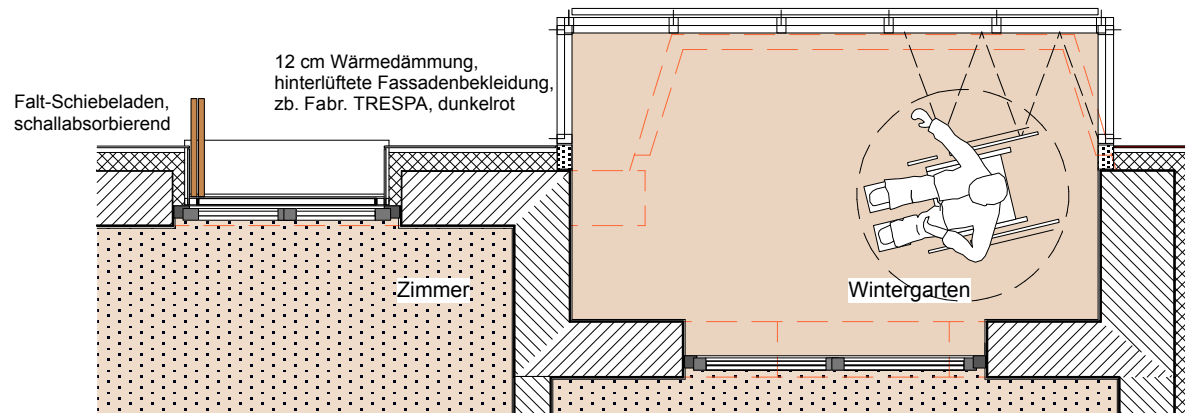 12 cm Wärmedämmung,
hinterlüftete Fassadenbekleidung,
zb. Fabr. TRESPA, dunkelrot
Falt-Schiebeladen,
schallabsorbierend
Zimmer
Wintergarten